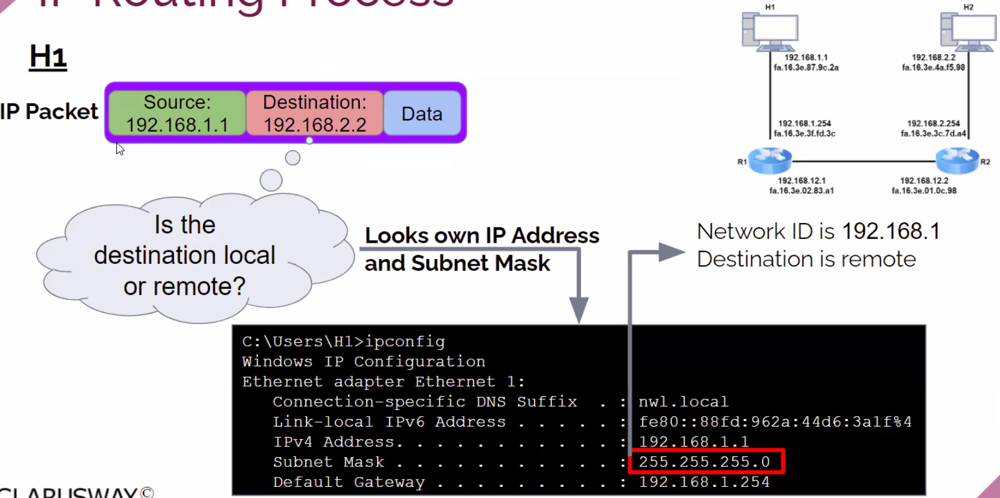 IP Routing Process
H1
IP Packet
Source:
192.168.1.1
Destination:
192.168.2.2
Data
Is the
destination local
or remote?
Looks own IP Address
and Subnet Mask
Network ID is 192.168.1
Destination is remote
H1
192.168.1.1
fa.16.3e.87.9c.2a
H2
192.168.2.2
fa.16.3e.4a.f5.98
192.168.1.254
fa.16.3e.3f.fd.3c
192.168.2.254
fa.16.3e.3c.7d.a4
R1
R2
192.168.12.1
fa.16.3e.02.83.a1
192.168.12.2
fa.16.3e.01.0c.98
C:\Users\H1>ipconfig
Windows IP Configuration
Ethernet adapter Ethernet 1:
Connection-specific DNS Suffix . : nwl.local
Link-local IPv6 Address . . . . . : fe80::88fd:962a:44d6:3a1f%4
IPv4 Address. . . . . . . . . . . : 192.168.1.1
Subnet Mask . . . . . . . . . . . : 255.255.255.0
Default Gateway . . . . . . . . . : 192.168.1.254
CLARUSWAY©